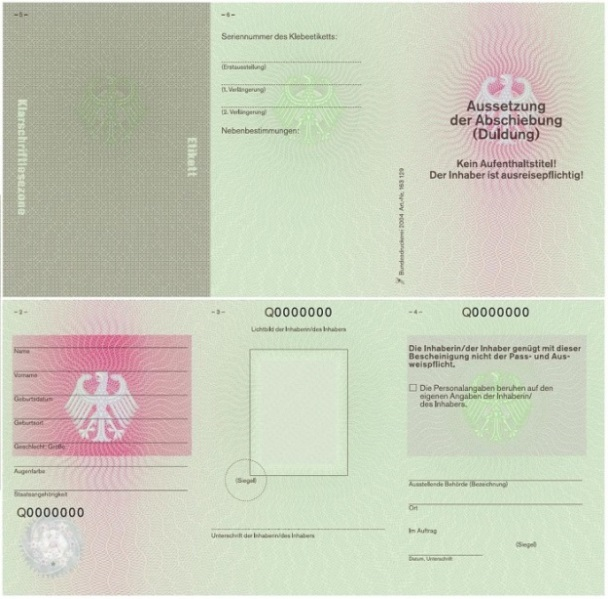 -5-
Klarschriftlesezone
Etikett
-6-
Seriennummer des Klebeetiketts:
(Erstausstellung)
(1. Verlängerung)
(2. Verlängerung)
Nebenbestimmungen:
Bundesdruckerei 2004 Art.-Nr.
Aussetzung
der Abschiebung
(Duldung)
Kein Aufenthaltstitel!
Der Inhaber ist ausreisepflichtig!
-2-
Name
Vorname
Geburtsdatum
Geburtsort
Geschlecht, Größe
Augenfarbe
Staatsangehörigkeit
Q0000000
-3-
Q0000000
Lichtbild der Inhaberin/des Inhabers
(Siegel)
Unterschrift der Inhaberin/des Inhabers
-4-
Q0000000
Die Inhaberin/der Inhaber genügt mit dieser
Bescheinigung nicht der Pass- und Aus-
weispflicht.
Die Personalangaben beruhen auf den
eigenen Angaben der Inhaberin/
des Inhabers.
Ausstellende Behörde (Bezeichnung)
Ort
Im Auftrag
(Siegel)
Datum, Unterschrift